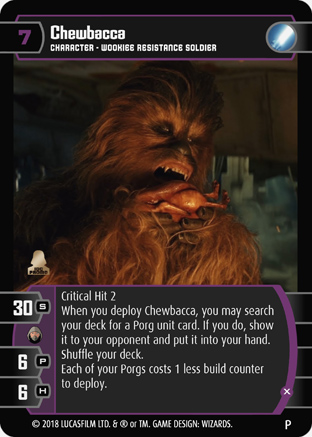 7
Chewbacca
CHARACTER - WOOKIEE RESISTANCE SOLDIER
30 S
6 P
6 H
Critical Hit 2
When you deploy Chewbacca, you may search
your deck for a Porg unit card. If you do, show
it to your opponent and put it into your hand.
Shuffle your deck.
Each of your Porgs costs 1 less build counter
to deploy.
© 2018 LUCASFILM LTD. & ® or TM. GAME DESIGN: WIZARDS.
P